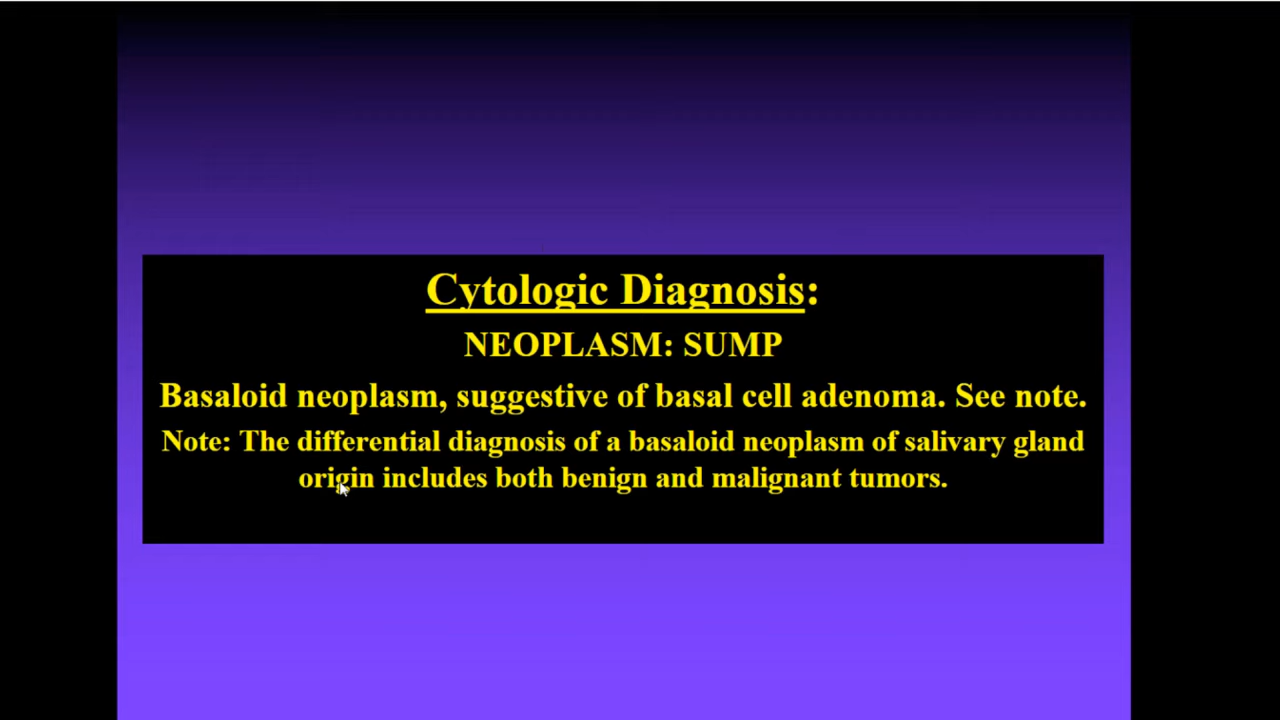 Cytologic Diagnosis:
NEOPLASM: SUMP
Basaloid neoplasm, suggestive of basal cell adenoma. See note.
Note: The differential diagnosis of a basaloid neoplasm of salivary gland
origin includes both benign and malignant tumors.